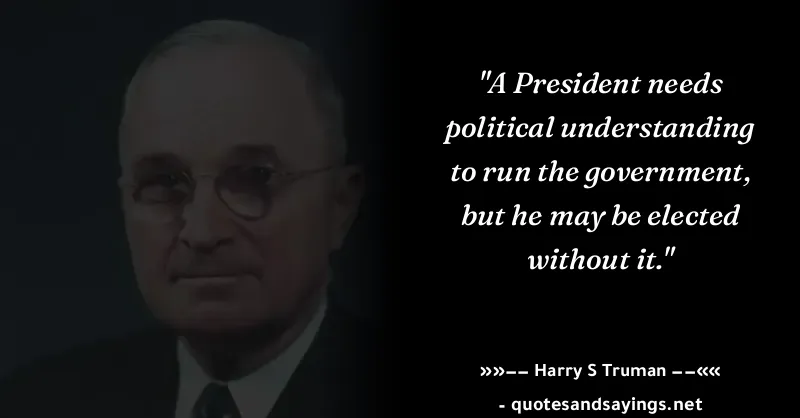 "A President needs
political understanding
to run the government,
but he may be elected
without it."
»»−− Harry S Truman −−««
- quotesandsayings.net